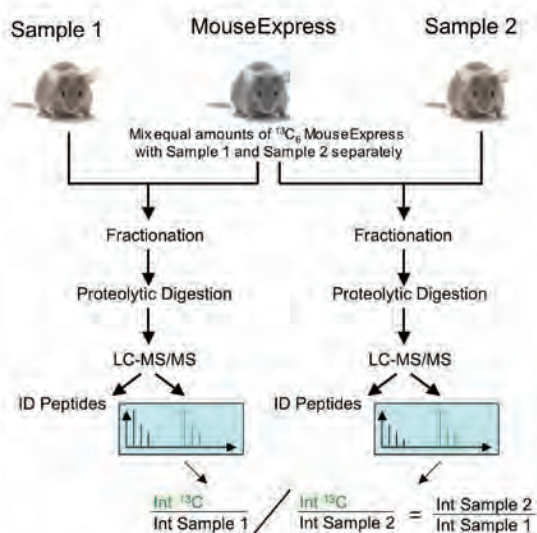 Sample 1 MouseExpress Sample 2
Mix equal amounts of ¹³C₆ MouseExpress
with Sample 1 and Sample 2 separately
Fractionation Fractionation
Proteolytic Digestion Proteolytic Digestion
LC-MS/MS LC-MS/MS
ID Peptides ID Peptides
Int ¹³C / Int ¹³C = Int Sample 2
Int Sample 1 Int Sample 2 Int Sample 1